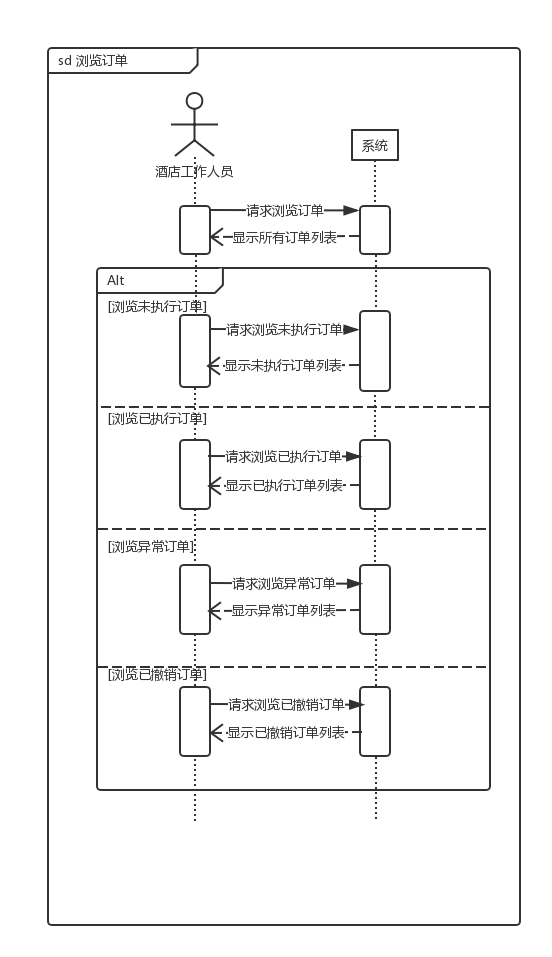 sd 浏览订单
系统
酒店工作人员
请求浏览订单
显示所有订单列表
Alt
[浏览未执行订单]
请求浏览未执行订单
显示未执行订单列表
[浏览已执行订单]
请求浏览已执行订单
显示已执行订单列表
[浏览异常订单]
请求浏览异常订单
显示异常订单列表
[浏览已撤销订单]
请求浏览已撤销订单
显示已撤销订单列表